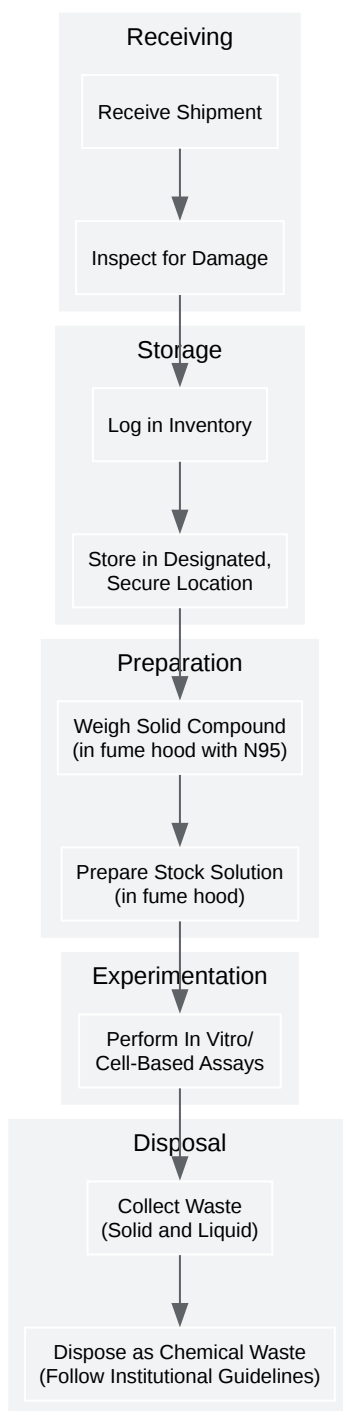 Receiving
Receive Shipment
Inspect for Damage
Storage
Log in Inventory
Store in Designated,
Secure Location
Preparation
Weigh Solid Compound
(in fume hood with N95)
Prepare Stock Solution
(in fume hood)
Experimentation
Perform In Vitro/
Cell-Based Assays
Disposal
Collect Waste
(Solid and Liquid)
Dispose as Chemical Waste
(Follow Institutional Guidelines)